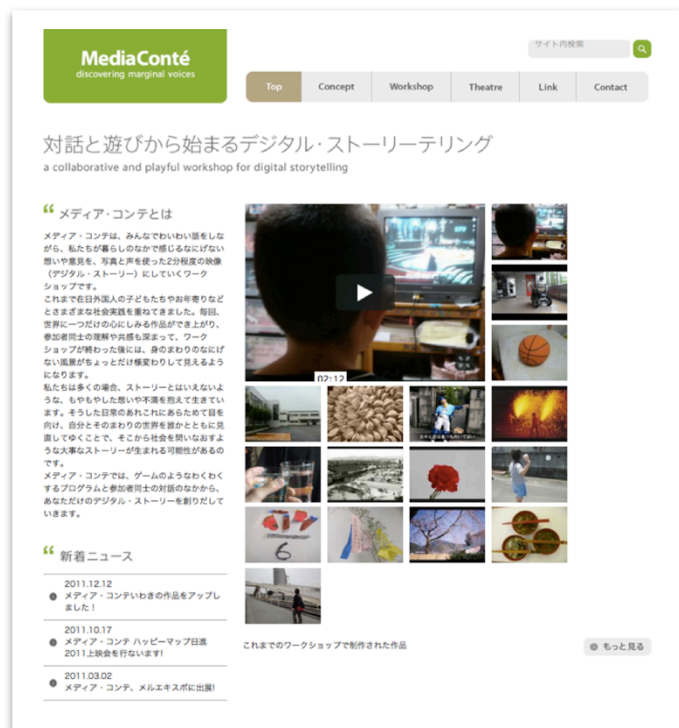 MediaConté
discovering marginal voices
サイト内検索
Top
Concept
Workshop
Theatre
Link
Contact
対話と遊びから始まるデジタル・ストーリーテリング
a collaborative and playful workshop for digital storytelling
メディア・コンテとは
メディア・コンテは、みんなでわいわい話をしな
がら、私たちが暮らしのなかで感じるなにげない
想いや意見を、写真と声を使った2分程度の映像
（デジタル・ストーリー）にしていくワーク
ショップです。
これまで在日外国人の子どもたちやお年寄りなど
とさまざまな社会実践を重ねてきました。毎回、
世界に一つだけの心にしみる作品ができ上がり、
参加者同士の理解や共感も深まって、ワーク
ショップが終わった後には、身のまわりのなにげ
ない風景がちょっとだけ様変わりして見えるよう
になります。
私たちは多くの場合、ストーリーとはいえないよ
うな、もやもやした想いや不満を抱えて生きてい
ます。そうした日常のあれこれにあらためて目を
向け、自分とそのまわりの世界を誰かとともに見
直してゆくことで、そこから社会を問いなおすよ
うな大事なストーリーが生まれる可能性があるの
です。
メディア・コンテでは、ゲームのようなわくわく
するプログラムと参加者同士の対話のなかから、
あなただけのデジタル・ストーリーを創りだして
いきます。
02:12
新着ニュース
2011.12.12
メディア・コンテいわきの作品をアップし
ました！
2011.10.17
メディア・コンテ ハッピーマップ日進
2011上映会を行ないます!
2011.03.02
メディア・コンテ、メルエキスポに出展!
6
これまでのワークショップで制作された作品
もっと見る